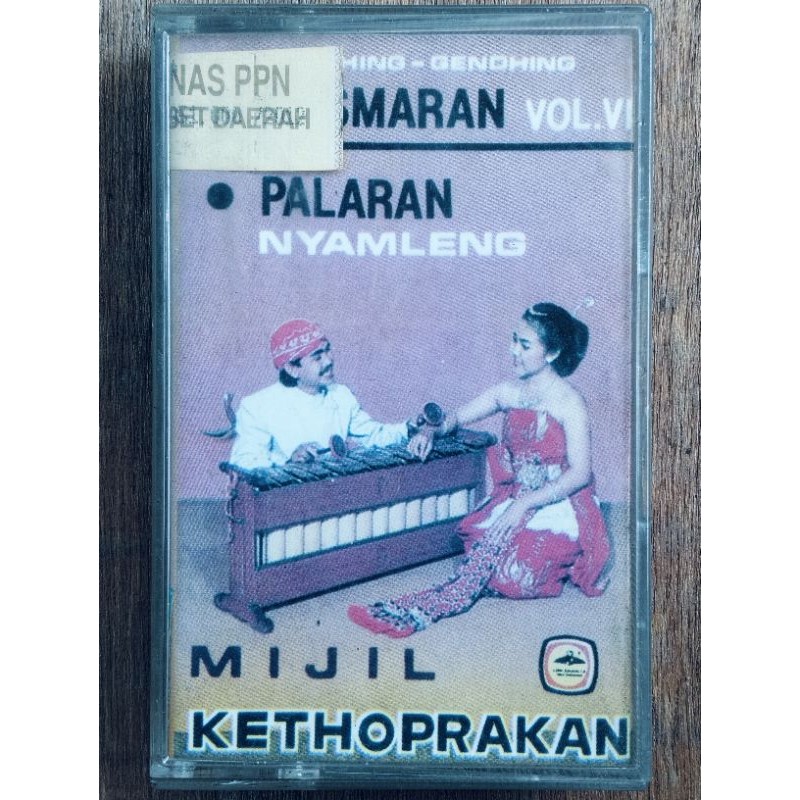 HING - GENDHING
NAS PPN
SMARAN VOL.VI
SET DAERAH
• PALARAN
NYAMLENG
MIJIL
KETHOPRAKAN